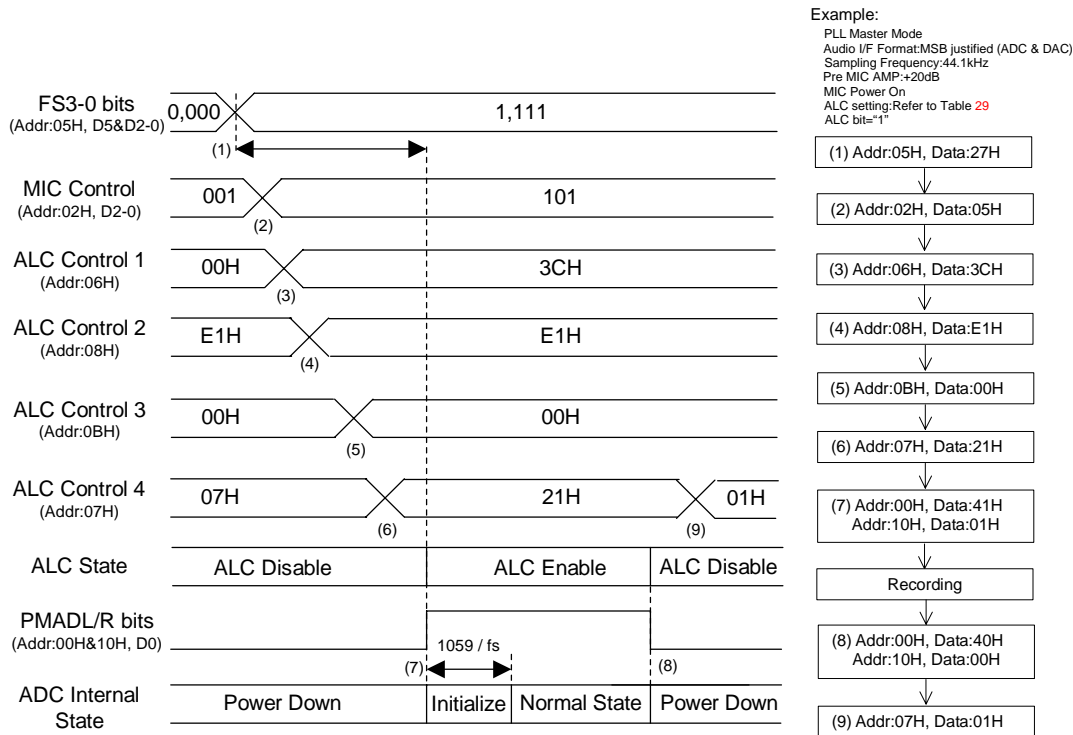 Example:
PLL Master Mode
Audio I/F Format:MSB justified (ADC & DAC)
Sampling Frequency:44.1kHz
Pre MIC AMP:+20dB
MIC Power On
ALC setting:Refer to Table 29
ALC bit=“1”
FS3-0 bits
(Addr:05H, D5&D2-0)
0,000
1,111
(1)
MIC Control
(Addr:02H, D2-0)
001
101
(2)
ALC Control 1
(Addr:06H)
00H
3CH
(3)
ALC Control 2
(Addr:08H)
E1H
E1H
(4)
ALC Control 3
(Addr:0BH)
00H
00H
(5)
ALC Control 4
(Addr:07H)
07H
21H
01H
(6)
(9)
ALC State
ALC Disable
ALC Enable
ALC Disable
PMADL/R bits
(Addr:00H&10H, D0)
1059 / fs
(7)
(8)
ADC Internal
State
Power Down
Initialize
Normal State
Power Down
(1) Addr:05H, Data:27H
(2) Addr:02H, Data:05H
(3) Addr:06H, Data:3CH
(4) Addr:08H, Data:E1H
(5) Addr:0BH, Data:00H
(6) Addr:07H, Data:21H
(7) Addr:00H, Data:41H
Addr:10H, Data:01H
Recording
(8) Addr:00H, Data:40H
Addr:10H, Data:00H
(9) Addr:07H, Data:01H